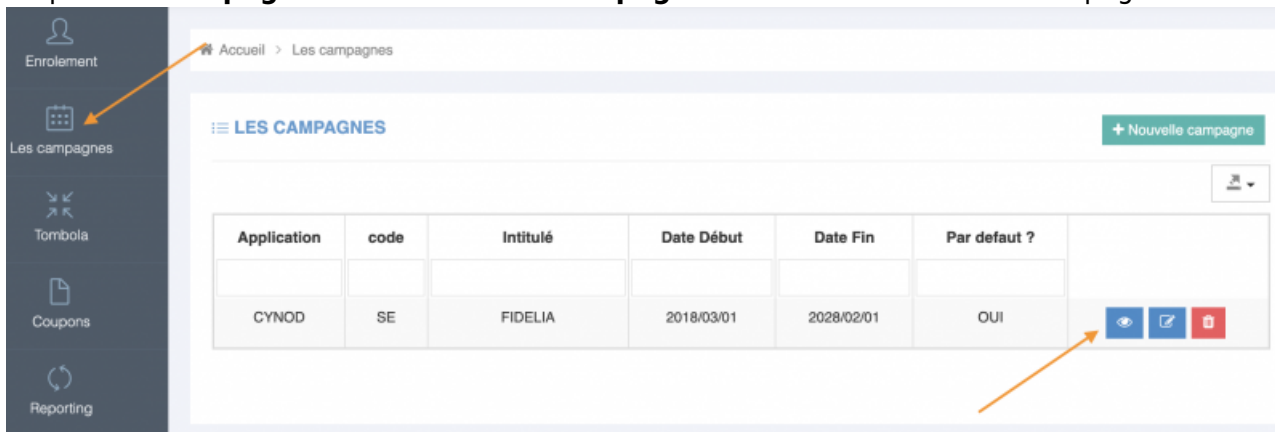 Enrolement
Accueil > Les campagnes
Les campagnes
LES CAMPAGNES
+ Nouvelle campagne
Tombola
Application code Intitulé Date Début Date Fin Par defaut ?
Coupons
CYNOD SE FIDELIA 2018/03/01 2028/02/01 OUI
Reporting